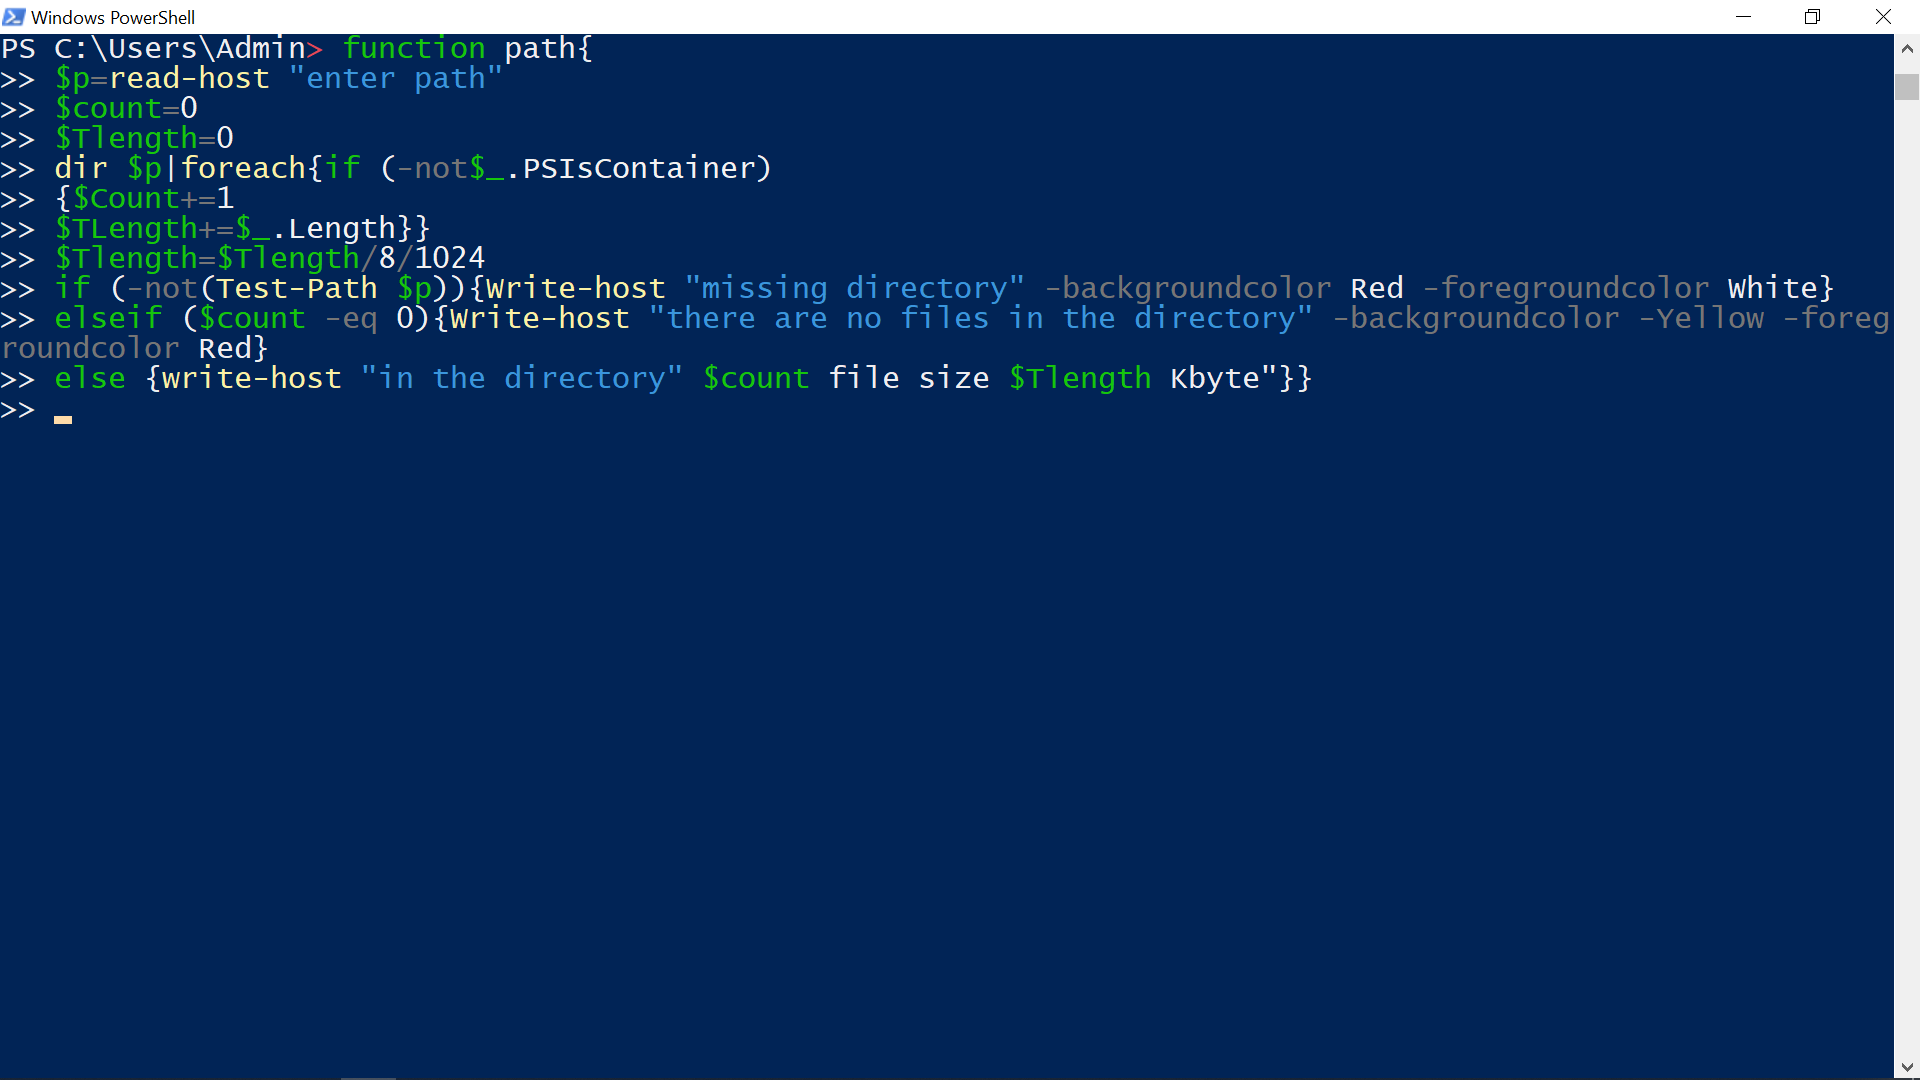 Windows PowerShell
PS C:\Users\Admin> function path{
>> $p=read-host "enter path"
>> $count=0
>> $Tlength=0
>> dir $p|foreach{if (-not$_.PSIsContainer)
>> {$Count+=1
>> $TLength+=$_.Length}}
>> $Tlength=$Tlength/8/1024
>> if (-not(Test-Path $p)){Write-host "missing directory" -backgroundcolor Red -foregroundcolor White}
>> elseif ($count -eq 0){Write-host "there are no files in the directory" -backgroundcolor -Yellow -foreg
roundcolor Red}
>> else {write-host "in the directory" $count file size $Tlength Kbyte"}}
>>